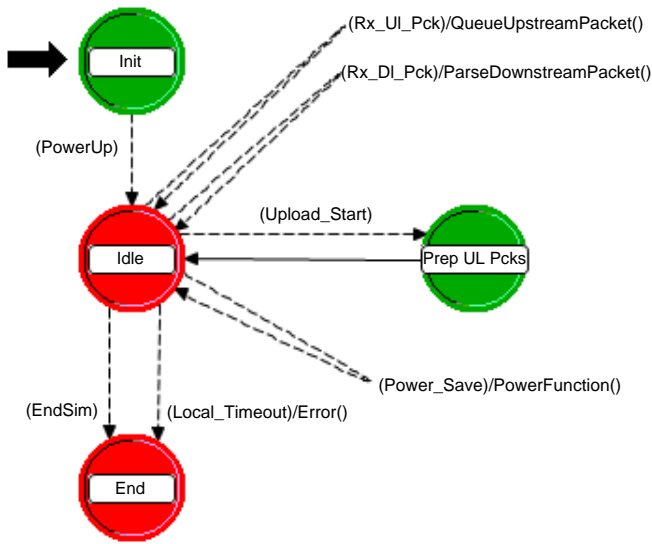 (Rx_Ul_Pck)/QueueUpstreamPacket()
Init
(Rx_Dl_Pck)/ParseDownstreamPacket()
(PowerUp)
(Upload_Start)
Idle
Prep UL Pcks
(Power_Save)/PowerFunction()
(EndSim)
(Local_Timeout)/Error()
End